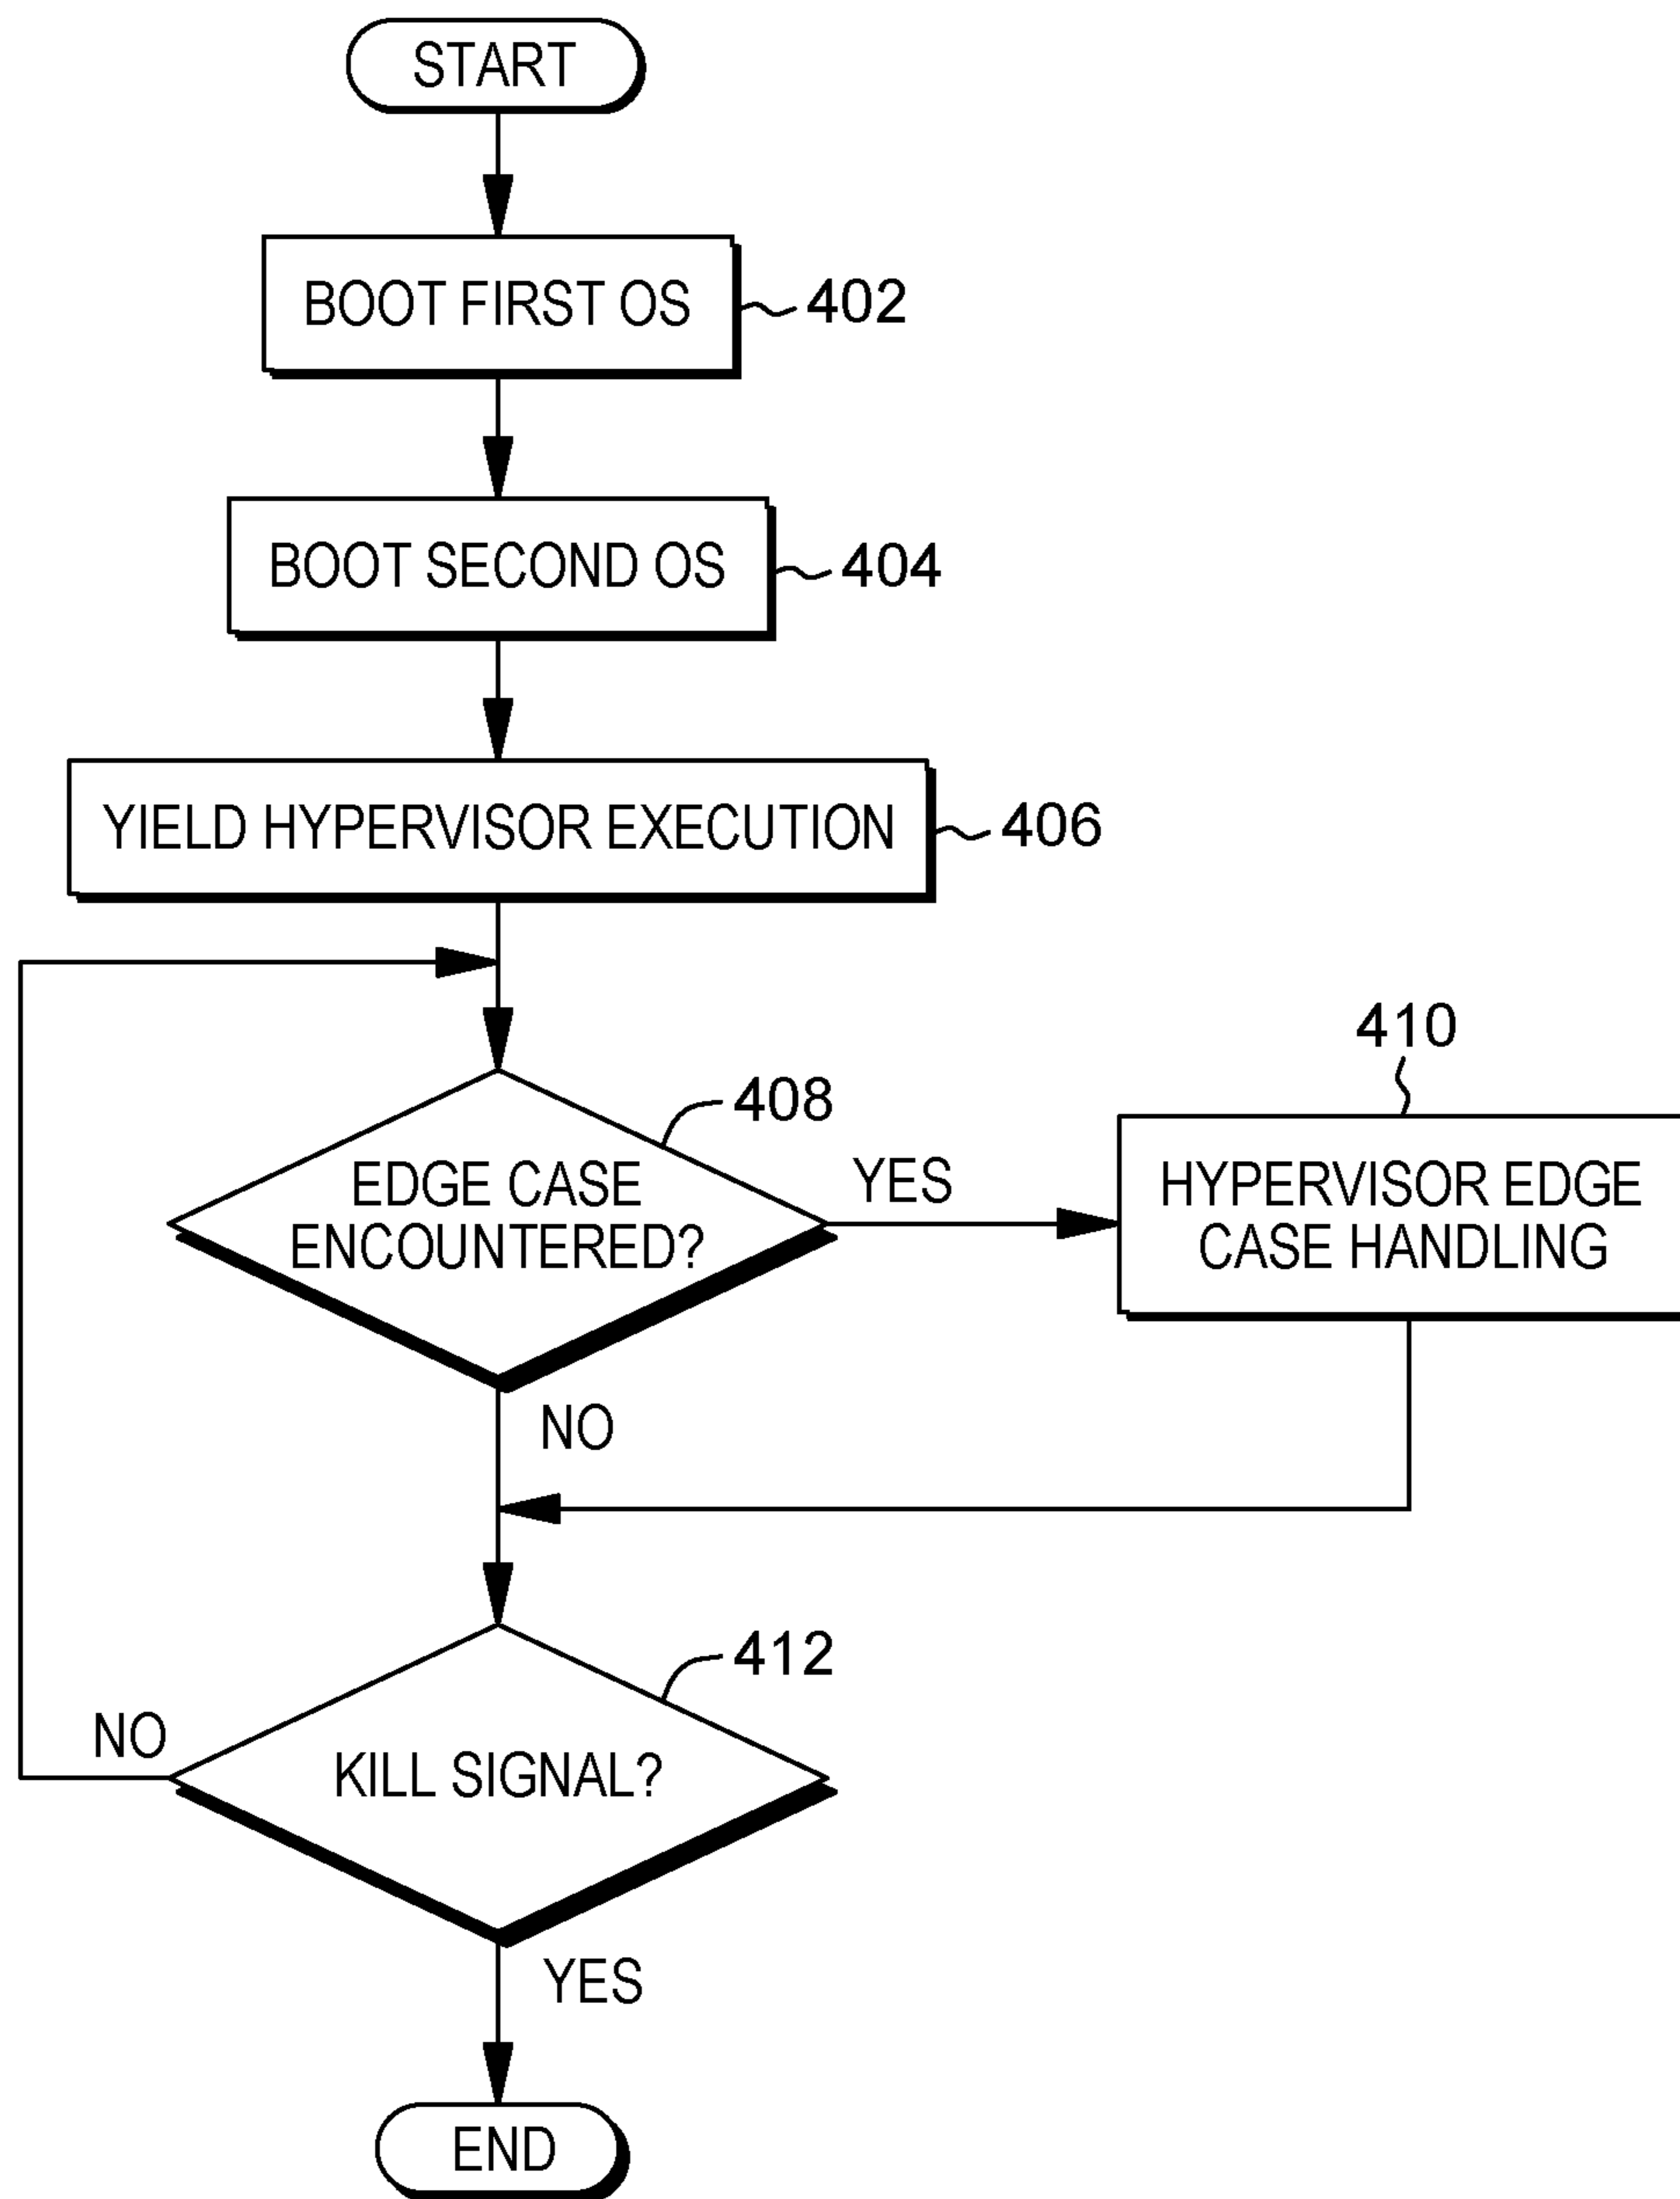 START
BOOT FIRST OS
402
BOOT SECOND OS
404
YIELD HYPERVISOR EXECUTION
406
408
EDGE CASE
ENCOUNTERED?
YES
410
HYPERVISOR EDGE
CASE HANDLING
NO
412
NO
KILL SIGNAL?
YES
END